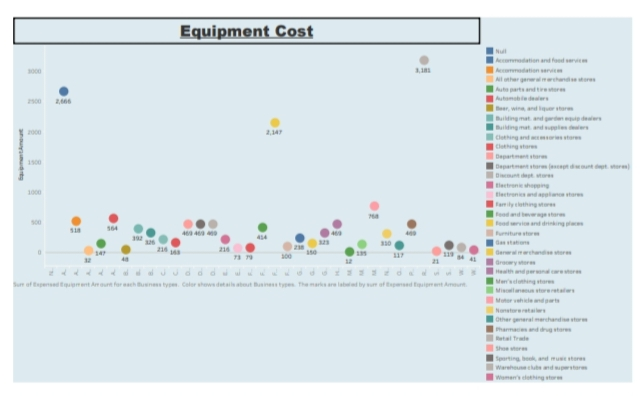 Equipment Cost
Equipment Amount
3000
2500
2000
1500
1000
500
0
2,666
518
32
147
564
48
392
325
216
163
469
469
469
216
73
79
414
2,147
100
238
150
323
469
12
135
768
310
117
469
3,181
21
119
84
41
Sum of Expensed Equipment Amount for each Business types. Color shows details about Business types. The marks are labeled by sum of Expensed Equipment Amount.
Null
Accommodation and food services
Accommodation services
All other general merchandise stores
Auto parts and tire stores
Automobile dealers
Beer, wine, and liquor stores
Building mat. and garden equip dealers
Building mat. and supplies dealers
Clothing and accessories stores
Clothing stores
Department stores
Department stores (except discount dept. stores)
Discount dept. stores
Electronic shopping
Electronics and appliance stores
Family clothing stores
Food and beverage stores
Food service and drinking places
Furniture stores
Gas stations
General merchandise stores
Grocery stores
Health and personal care stores
Men's clothing stores
Miscellaneous store retailers
Motor vehicle and parts
Nonstore retailers
Other general merchandise stores
Pharmacies and drug stores
Retail Trade
Shoe stores
Sporting, book, and music stores
Warehouse clubs and superstores
Women's clothing stores